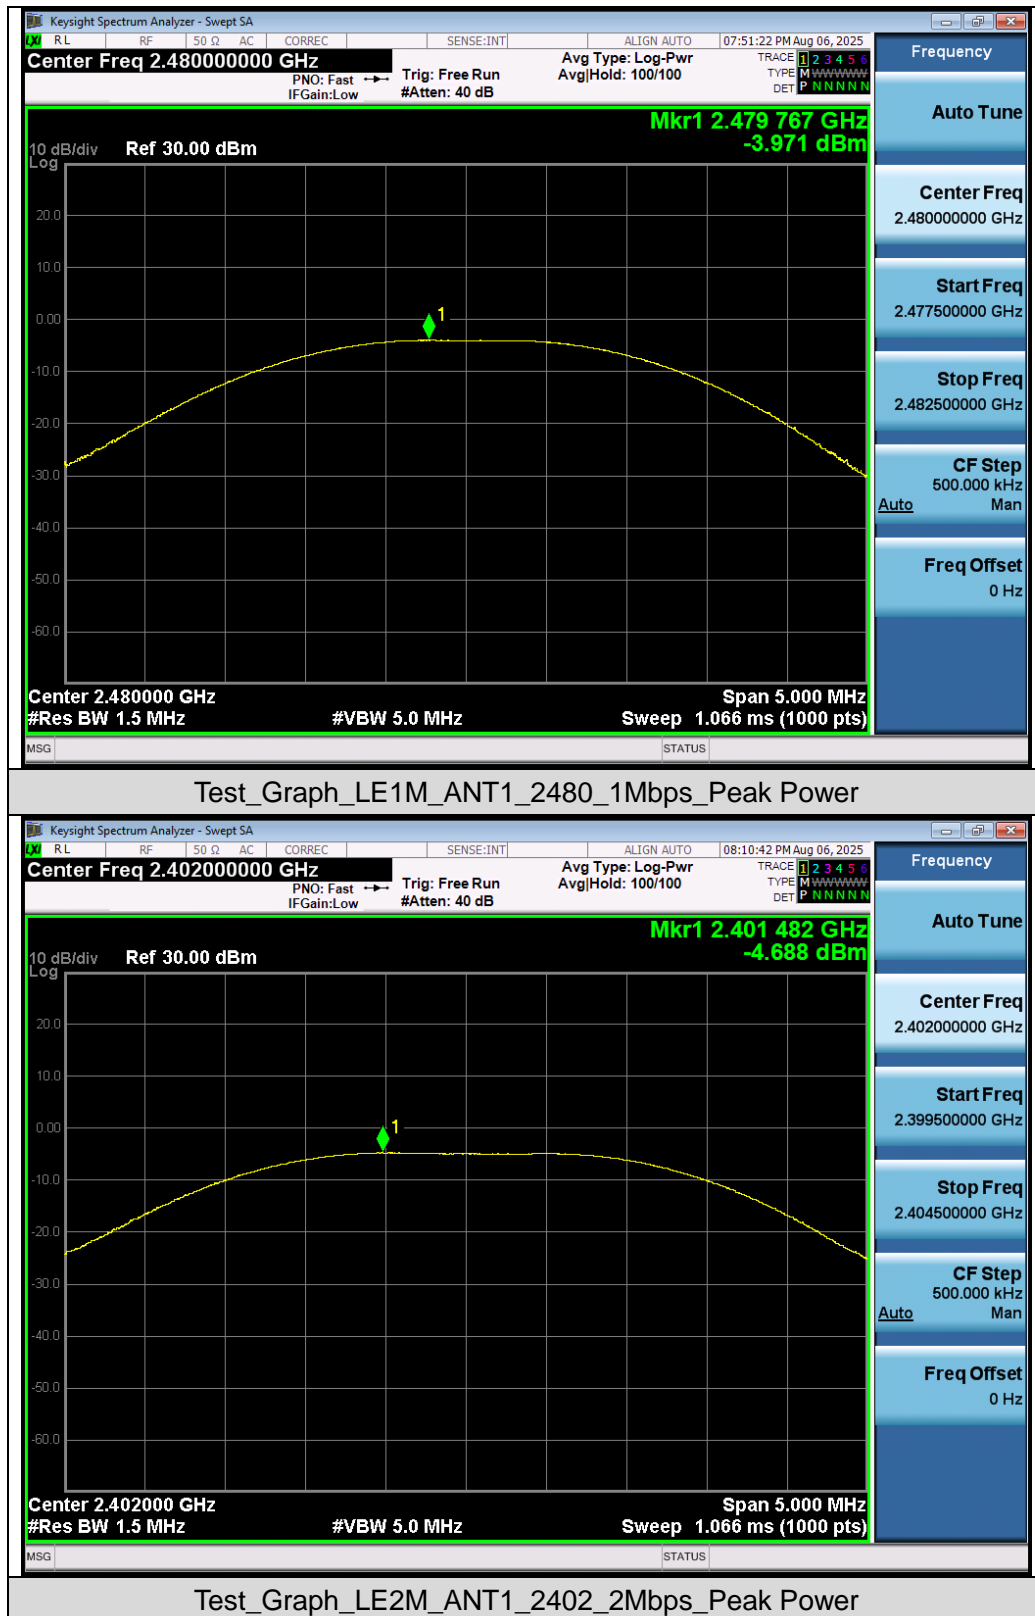 Keysight Spectrum Analyzer - Swept SA
LXI RL RF 50 Ω AC CORREC SENSE:INT ALIGN AUTO 07:51:22 PM Aug 06, 2025
Center Freq 2.480000000 GHz
PNO: Fast
IFGain:Low
Trig: Free Run
#Atten: 40 dB
Avg Type: Log-Pwr
Avg|Hold: 100/100
TRACE 1 2 3 4 5 6
TYPE M WWWWW
DET P N N N N N
Mkr1 2.479 767 GHz
-3.971 dBm
10 dB/div Ref 30.00 dBm
Log
20.0
10.0
0.00
1
-10.0
-20.0
-30.0
-40.0
-50.0
-60.0
Center 2.480000 GHz Span 5.000 MHz
#Res BW 1.5 MHz #VBW 5.0 MHz Sweep 1.066 ms (1000 pts)
MSG STATUS
Frequency
Auto Tune
Center Freq
2.480000000 GHz
Start Freq
2.477500000 GHz
Stop Freq
2.482500000 GHz
CF Step
500.000 kHz
Auto Man
Freq Offset
0 Hz
Test_Graph_LE1M_ANT1_2480_1Mbps_Peak Power
Keysight Spectrum Analyzer - Swept SA
LXI RL RF 50 Ω AC CORREC SENSE:INT ALIGN AUTO 08:10:42 PM Aug 06, 2025
Center Freq 2.402000000 GHz
PNO: Fast
IFGain:Low
Trig: Free Run
#Atten: 40 dB
Avg Type: Log-Pwr
Avg|Hold: 100/100
TRACE 1 2 3 4 5 6
TYPE M WWWWW
DET P N N N N N
Mkr1 2.401 482 GHz
-4.688 dBm
10 dB/div Ref 30.00 dBm
Log
20.0
10.0
0.00
1
-10.0
-20.0
-30.0
-40.0
-50.0
-60.0
Center 2.402000 GHz Span 5.000 MHz
#Res BW 1.5 MHz #VBW 5.0 MHz Sweep 1.066 ms (1000 pts)
MSG STATUS
Frequency
Auto Tune
Center Freq
2.402000000 GHz
Start Freq
2.399500000 GHz
Stop Freq
2.404500000 GHz
CF Step
500.000 kHz
Auto Man
Freq Offset
0 Hz
Test_Graph_LE2M_ANT1_2402_2Mbps_Peak Power